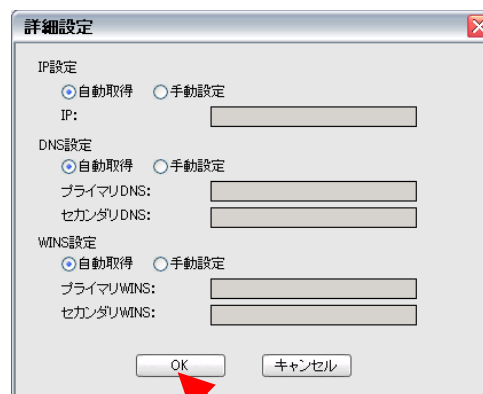 詳細設定
IP設定
自動取得 手動設定
IP:
DNS設定
自動取得 手動設定
プライマリDNS:
セカンダリDNS:
WINS設定
自動取得 手動設定
プライマリWINS:
セカンダリWINS:
OK キャンセル